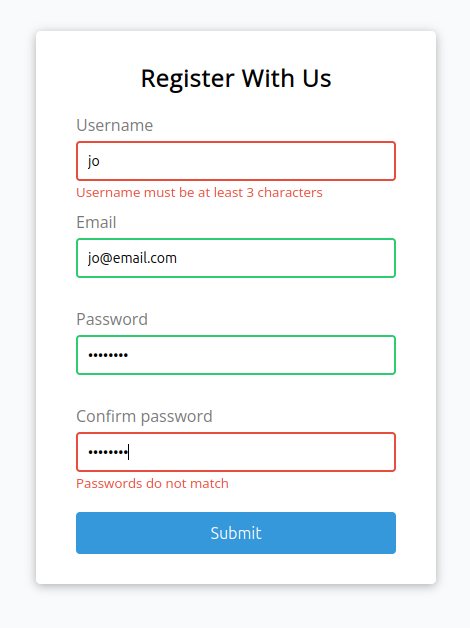 Register With Us
Username
jo
Username must be at least 3 characters
Email
jo@email.com
Password
••••••••
Confirm password
••••••••
Passwords do not match
Submit